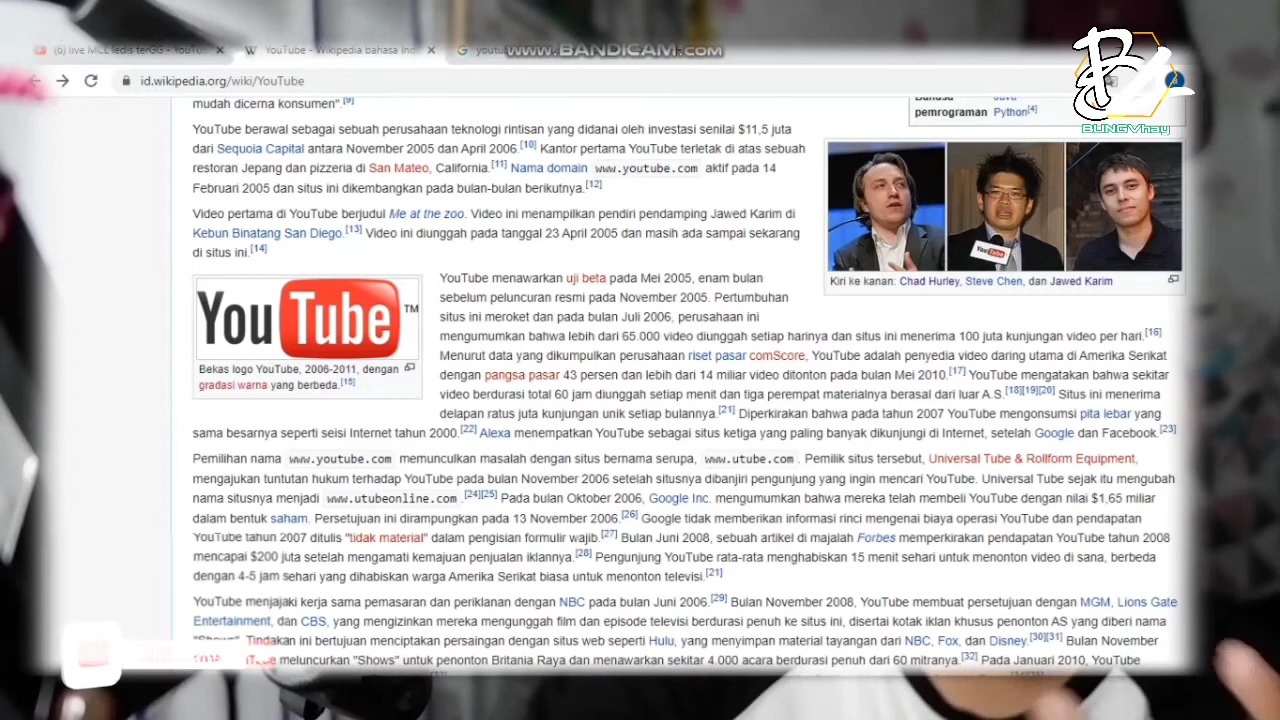 (6) live MCL ledis terGG - YouTu
YouTube - Wikipedia bahasa Ind
youtu
WWW.BANDICAM.COM
id.wikipedia.org/wiki/YouTube
BUNGVhay
mudah dicerna konsumen".[9]
pemrograman Python[4]
YouTube berawal sebagai sebuah perusahaan teknologi rintisan yang didanai oleh investasi senilai $11,5 juta
dari Sequoia Capital antara November 2005 dan April 2006.[10] Kantor pertama YouTube terletak di atas sebuah
restoran Jepang dan pizzeria di San Mateo, California.[11] Nama domain www.youtube.com aktif pada 14
Februari 2005 dan situs ini dikembangkan pada bulan-bulan berikutnya.[12]
Video pertama di YouTube berjudul Me at the zoo. Video ini menampilkan pendiri pendamping Jawed Karim di
Kebun Binatang San Diego.[13] Video ini diunggah pada tanggal 23 April 2005 dan masih ada sampai sekarang
di situs ini.[14]
YouTube
Kiri ke kanan: Chad Hurley, Steve Chen, dan Jawed Karim
YouTube™
Bekas logo YouTube, 2006-2011, dengan
gradasi warna yang berbeda.[15]
YouTube menawarkan uji beta pada Mei 2005, enam bulan
sebelum peluncuran resmi pada November 2005. Pertumbuhan
situs ini meroket dan pada bulan Juli 2006, perusahaan ini
mengumumkan bahwa lebih dari 65.000 video diunggah setiap harinya dan situs ini menerima 100 juta kunjungan video per hari.[16]
Menurut data yang dikumpulkan perusahaan riset pasar comScore, YouTube adalah penyedia video daring utama di Amerika Serikat
dengan pangsa pasar 43 persen dan lebih dari 14 miliar video ditonton pada bulan Mei 2010.[17] YouTube mengatakan bahwa sekitar
video berdurasi total 60 jam diunggah setiap menit dan tiga perempat materialnya berasal dari luar A.S.[18][19][20] Situs ini menerima
delapan ratus juta kunjungan unik setiap bulannya.[21] Diperkirakan bahwa pada tahun 2007 YouTube mengonsumsi pita lebar yang
sama besarnya seperti seisi Internet tahun 2000.[22] Alexa menempatkan YouTube sebagai situs ketiga yang paling banyak dikunjungi di Internet, setelah Google dan Facebook.[23]
Pemilihan nama www.youtube.com memunculkan masalah dengan situs bernama serupa, www.utube.com. Pemilik situs tersebut, Universal Tube & Rollform Equipment,
mengajukan tuntutan hukum terhadap YouTube pada bulan November 2006 setelah situsnya dibanjiri pengunjung yang ingin mencari YouTube. Universal Tube sejak itu mengubah
nama situsnya menjadi www.utubeonline.com.[24][25] Pada bulan Oktober 2006, Google Inc. mengumumkan bahwa mereka telah membeli YouTube dengan nilai $1,65 miliar
dalam bentuk saham. Persetujuan ini dirampungkan pada 13 November 2006.[26] Google tidak memberikan informasi rinci mengenai biaya operasi YouTube dan pendapatan
YouTube tahun 2007 ditulis "tidak material" dalam pengisian formulir wajib.[27] Bulan Juni 2008, sebuah artikel di majalah Forbes memperkirakan pendapatan YouTube tahun 2008
mencapai $200 juta setelah mengamati kemajuan penjualan iklannya.[28] Pengunjung YouTube rata-rata menghabiskan 15 menit sehari untuk menonton video di sana, berbeda
dengan 4-5 jam sehari yang dihabiskan warga Amerika Serikat biasa untuk menonton televisi.[21]
YouTube menjajaki kerja sama pemasaran dan periklanan dengan NBC pada bulan Juni 2006.[29] Bulan November 2008, YouTube membuat persetujuan dengan MGM, Lions Gate
Entertainment, dan CBS, yang mengizinkan mereka mengunggah film dan episode televisi berdurasi penuh ke situs ini, disertai kotak iklan khusus penonton AS yang diberi nama
"Shows". Tindakan ini bertujuan menciptakan persaingan dengan situs web seperti Hulu, yang menyimpan material tayangan dari NBC, Fox, dan Disney.[30][31] Bulan November
meluncurkan "Shows" untuk penonton Britania Raya dan menawarkan sekitar 4.000 acara berdurasi penuh dari 60 mitranya.[32] Pada Januari 2010, YouTube